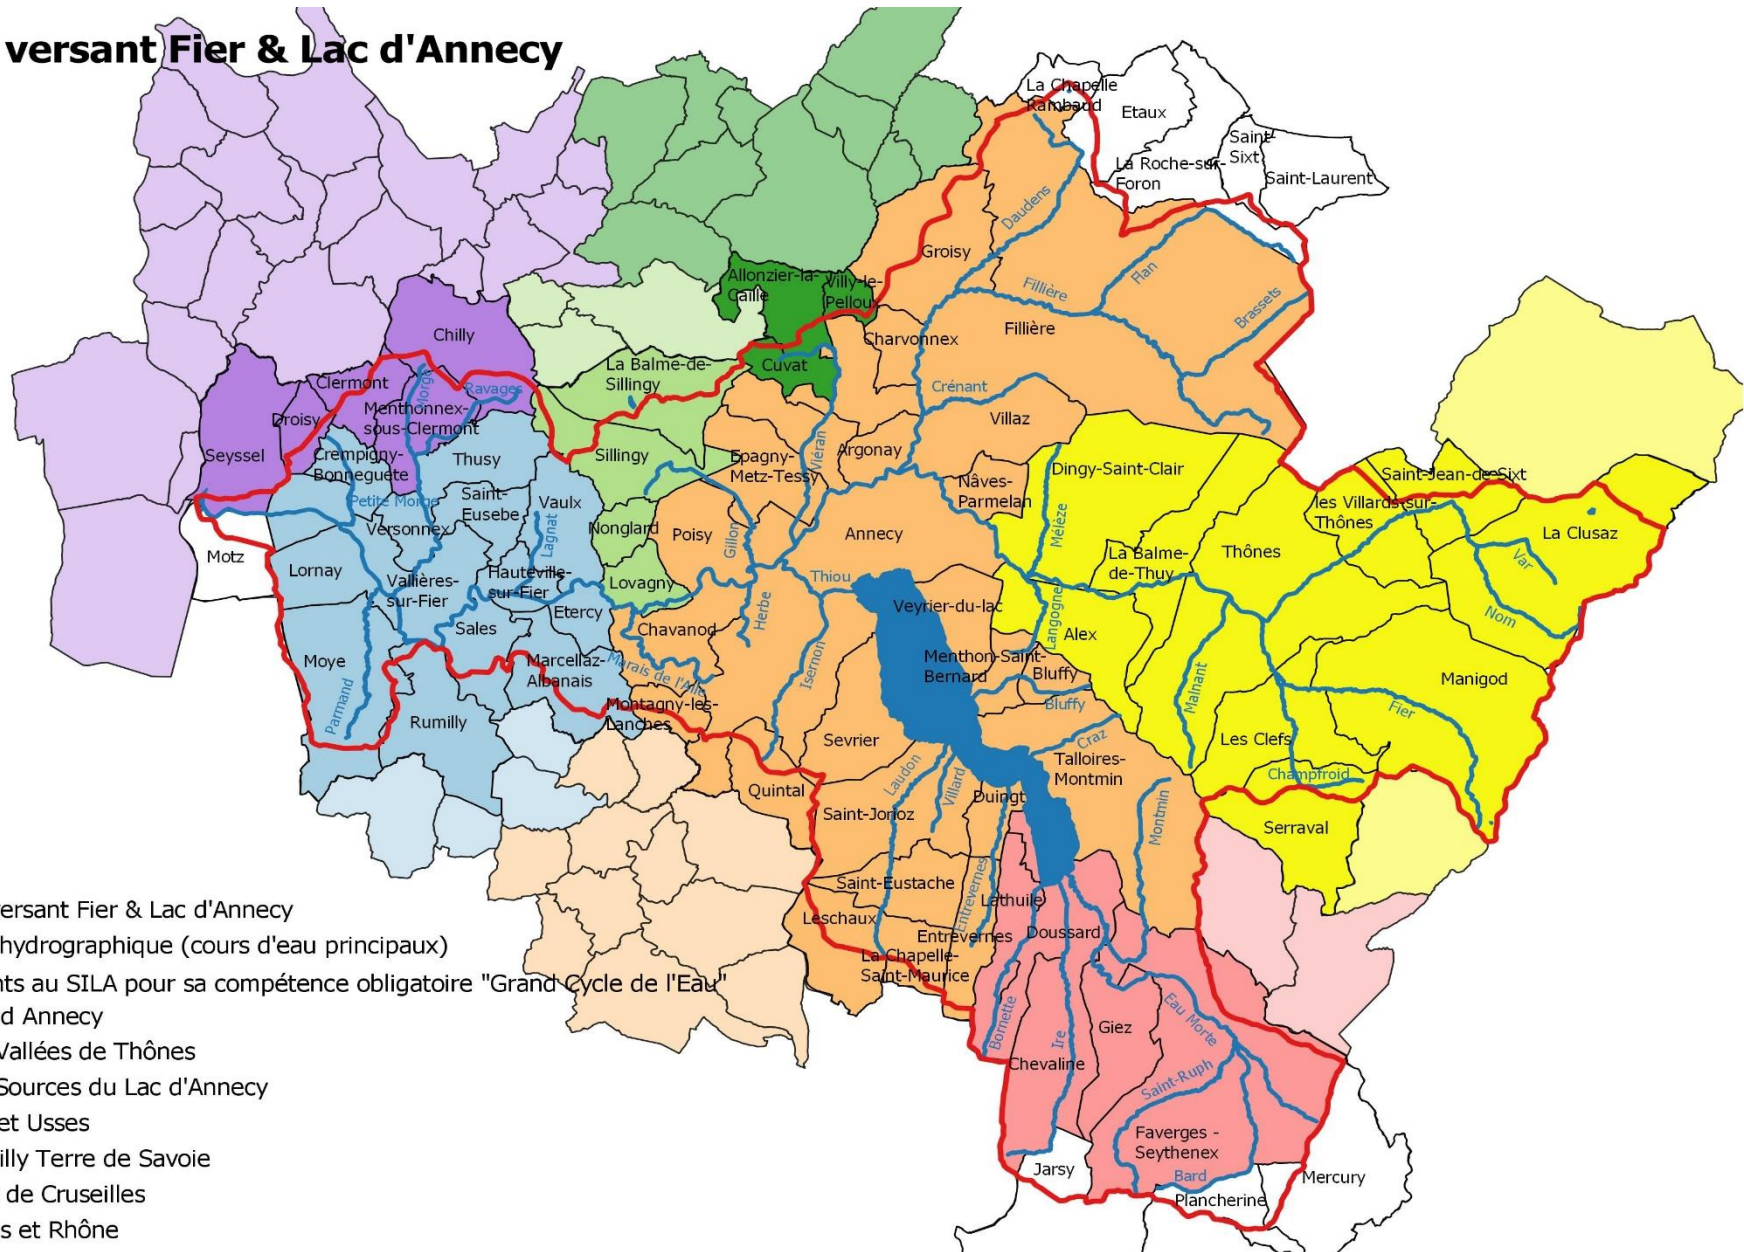 versant Fier & Lac d'Annecy
La Chapelle
Rambaud
Etaux
Saint-
Sixt
La Roche-sur-
Foron
Saint-Laurent
Daudens
Groisy
Flan
Fillière
Brassets
Allonzier-la-
Caille
Villy-le-
Pelloux
Chilly
Charvonnex
Fillière
Cuvat
La Balme-de-
Sillingy
Clermont
Morge
Ravages
Crénant
Droisy
Menthonnex-
sous-Clermont
Villaz
Seyssel
Crempigny-
Bonneguête
Thusy
Sillingy
Epagny-
Metz-Tessy
Viéran
Argonay
Dingy-Saint-Clair
Saint-Jean-de-Sixt
Nâves-
Parmelan
Petite Morge
Saint-
Eusebe
Vaulx
les Villards-sur-
Thônes
Versonnex
Lagnat
Nonglard
Poisy
Gillon
Annecy
Mélèze
La Clusaz
Motz
Lornay
La Balme-
de-Thuy
Thônes
Var
Vallières-
sur-Fier
Hauteville-
sur-Fier
Lovagny
Thiou
Etercy
Herbe
Veyrier-du-lac
Langogne
Nom
Sales
Chavanod
Alex
Moye
Marcellaz-
Albanais
Marais de l'Aile
Isernon
Menthon-Saint-
Bernard
Bluffy
Malnant
Manigod
Parmand
Montagny-les-
Lanches
Bluffy
Fier
Rumilly
Sevrier
Craz
Les Clefs
Talloires-
Montmin
Laudon
Villard
Champfroid
Quintal
Duingt
Saint-Jorioz
Montmin
Serraval
Saint-Eustache
Entrevernes
Lathuile
Leschaux
Entrevernes
Doussard
La Chapelle-
Saint-Maurice
Bornette
Ire
Giez
Eau Morte
Chevaline
Saint-Ruph
Faverges -
Seythenex
Jarsy
Bard
Mercury
Plancherine
versant Fier & Lac d'Annecy
hydrographique (cours d'eau principaux)
nts au SILA pour sa compétence obligatoire "Grand Cycle de l'Eau"
d Annecy
Vallées de Thônes
Sources du Lac d'Annecy
et Usses
illy Terre de Savoie
de Cruseilles
s et Rhône